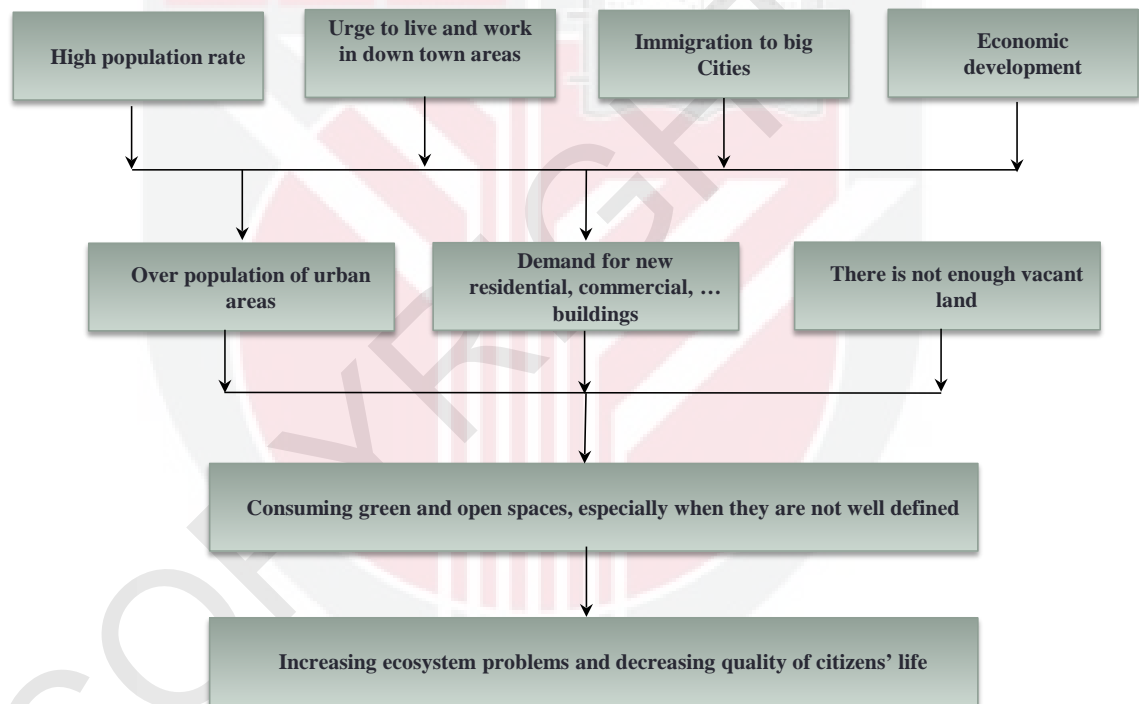 High population rate
Urge to live and work
in down town areas
Immigration to big
Cities
Economic
development
Over population of urban
areas
Demand for new
residential, commercial, …
buildings
There is not enough vacant
land
Consuming green and open spaces, especially when they are not well defined
Increasing ecosystem problems and decreasing quality of citizens’ life
COPYRIGHT